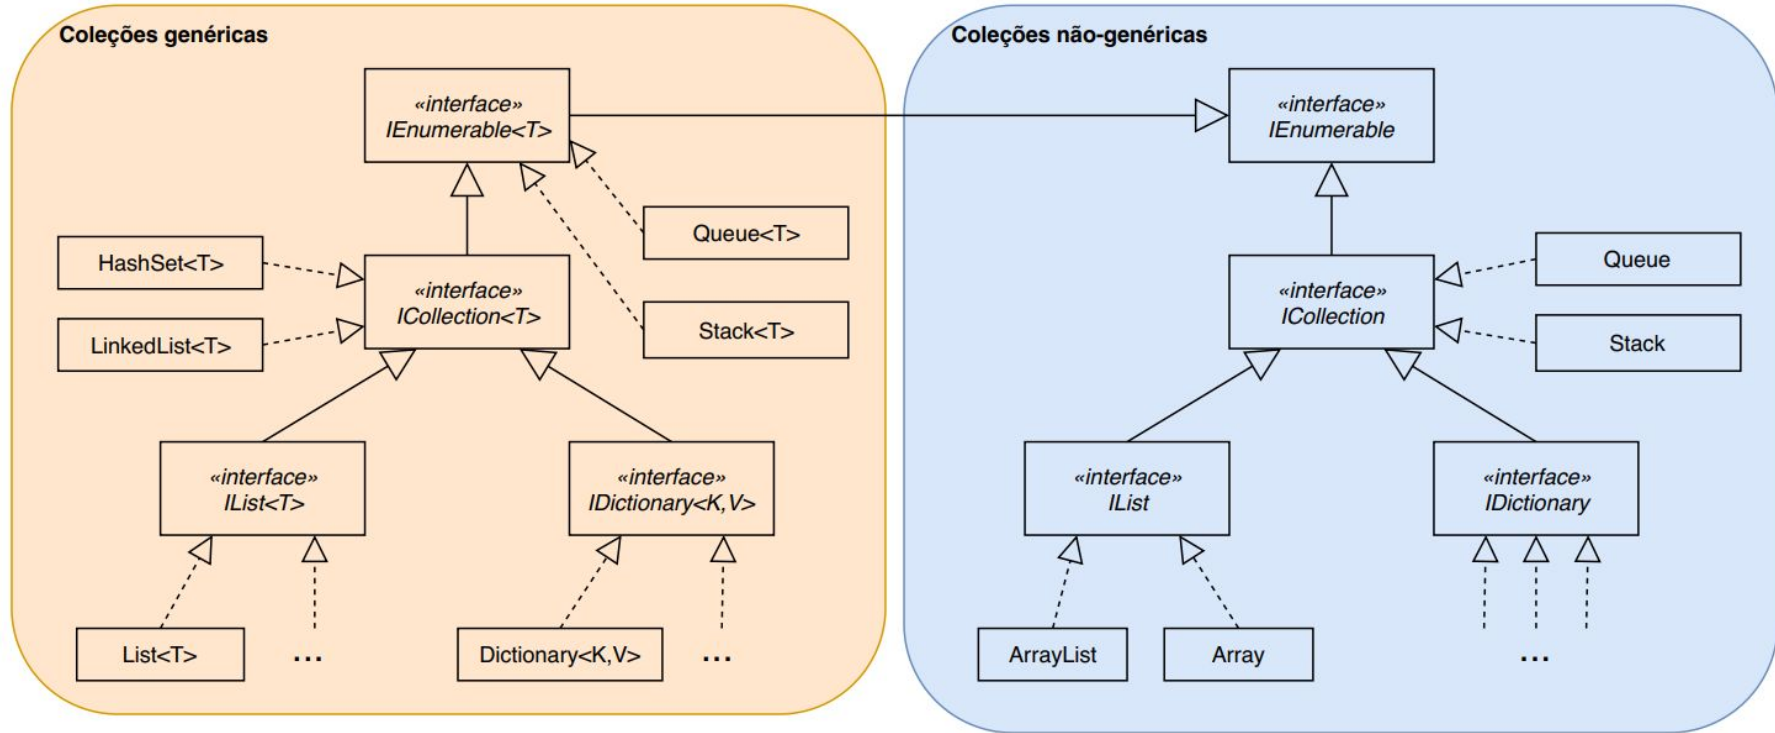 Coleções genéricas
«interface»
IEnumerable<T>
Queue<T>
HashSet<T>
«interface»
ICollection<T>
LinkedList<T>
Stack<T>
«interface»
IList<T>
«interface»
IDictionary<K,V>
List<T>
...
Dictionary<K,V>
...
Coleções não-genéricas
«interface»
IEnumerable
«interface»
ICollection
Queue
Stack
«interface»
IList
«interface»
IDictionary
ArrayList
Array
...